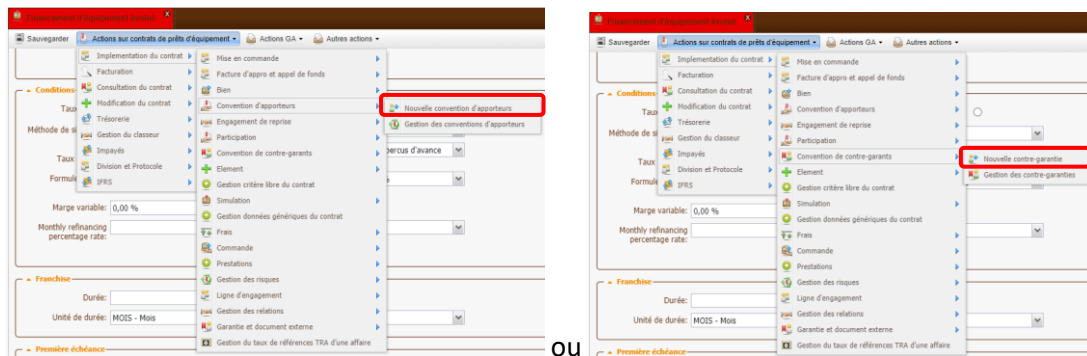 Financement d'équipement évolué
Sauvegarder Actions sur contrats de prêts d'équipement Actions GA Autres actions
Implementation du contrat
Facturation
Consultation du contrat
Modification du contrat
Trésorerie
Gestion du classeur
Impayés
Division et Protocole
IFRS
Mise en commande
Facture d'appro et appel de fonds
Bien
Convention d'apporteurs
Engagement de reprise
Participation
Convention de contre-garants
Element
Gestion critère libre du contrat
Simulation
Gestion données génériques du contrat
Frais
Commande
Prestations
Gestion des risques
Ligne d'engagement
Gestion des relations
Garantie et document externe
Gestion du taux de références TRA d'une affaire
Nouvelle convention d'apporteurs
Gestion des conventions d'apporteurs
Conditions
Taux
Méthode de si
percus d'avance
Taux
Formule
Marge variable: 0,00 %
Monthly refinancing
percentage rate:
Franchise
Durée:
Unité de durée: MOIS - Mois
Première échéance
ou
Financement d'équipement évolué
Sauvegarder Actions sur contrats de prêts d'équipement Actions GA Autres actions
Implementation du contrat
Facturation
Consultation du contrat
Modification du contrat
Trésorerie
Gestion du classeur
Impayés
Division et Protocole
IFRS
Mise en commande
Facture d'appro et appel de fonds
Bien
Convention d'apporteurs
Engagement de reprise
Participation
Convention de contre-garants
Element
Gestion critère libre du contrat
Simulation
Gestion données génériques du contrat
Frais
Commande
Prestations
Gestion des risques
Ligne d'engagement
Gestion des relations
Garantie et document externe
Gestion du taux de références TRA d'une affaire
Nouvelle contre-garantie
Gestion des contre-garanties
Conditions
Taux
Méthode de si
Taux
Formule
Marge variable: 0,00 %
Monthly refinancing
percentage rate:
Franchise
Durée:
Unité de durée: MOIS - Mois
Première échéance